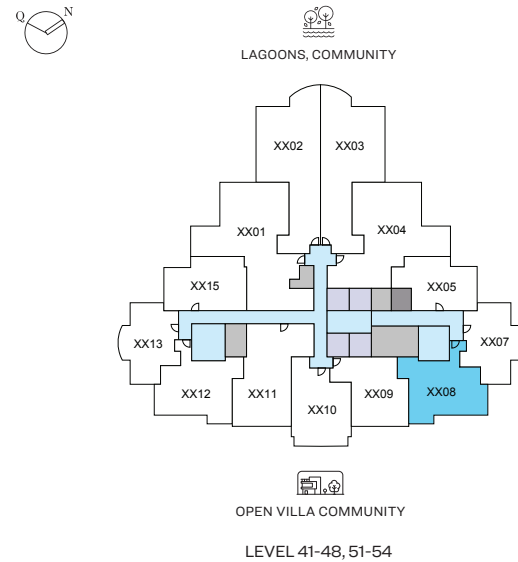 Q N
LAGOONS, COMMUNITY
XX02 XX03
XX01 XX04
XX15 XX05
XX13 XX07
XX12 XX11 XX10 XX09 XX08
OPEN VILLA COMMUNITY
LEVEL 41-48, 51-54